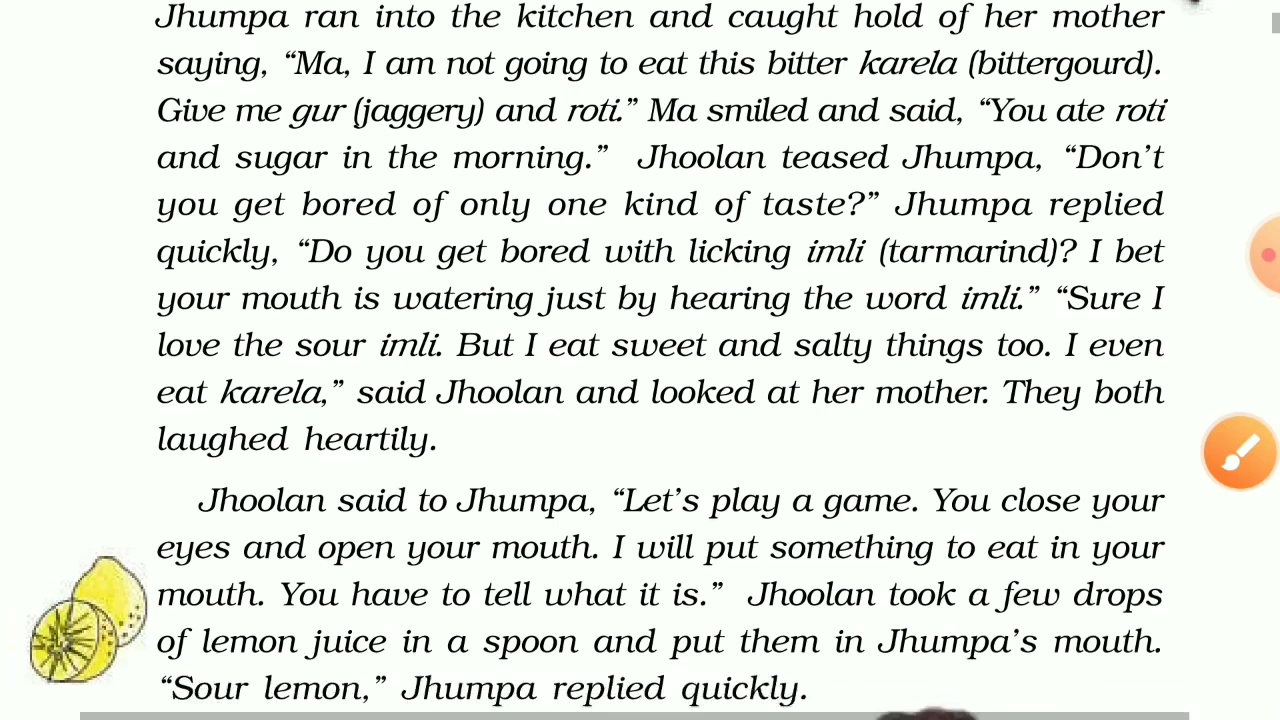 Jhumpa ran into the kitchen and caught hold of her mother
saying, “Ma, I am not going to eat this bitter karela (bittergourd).
Give me gur (jaggery) and roti.” Ma smiled and said, “You ate roti
and sugar in the morning.” Jhoolan teased Jhumpa, “Don’t
you get bored of only one kind of taste?” Jhumpa replied
quickly, “Do you get bored with licking imli (tarmarind)? I bet
your mouth is watering just by hearing the word imli.” “Sure I
love the sour imli. But I eat sweet and salty things too. I even
eat karela,” said Jhoolan and looked at her mother. They both
laughed heartily.
Jhoolan said to Jhumpa, “Let’s play a game. You close your
eyes and open your mouth. I will put something to eat in your
mouth. You have to tell what it is.” Jhoolan took a few drops
of lemon juice in a spoon and put them in Jhumpa’s mouth.
“Sour lemon,” Jhumpa replied quickly.